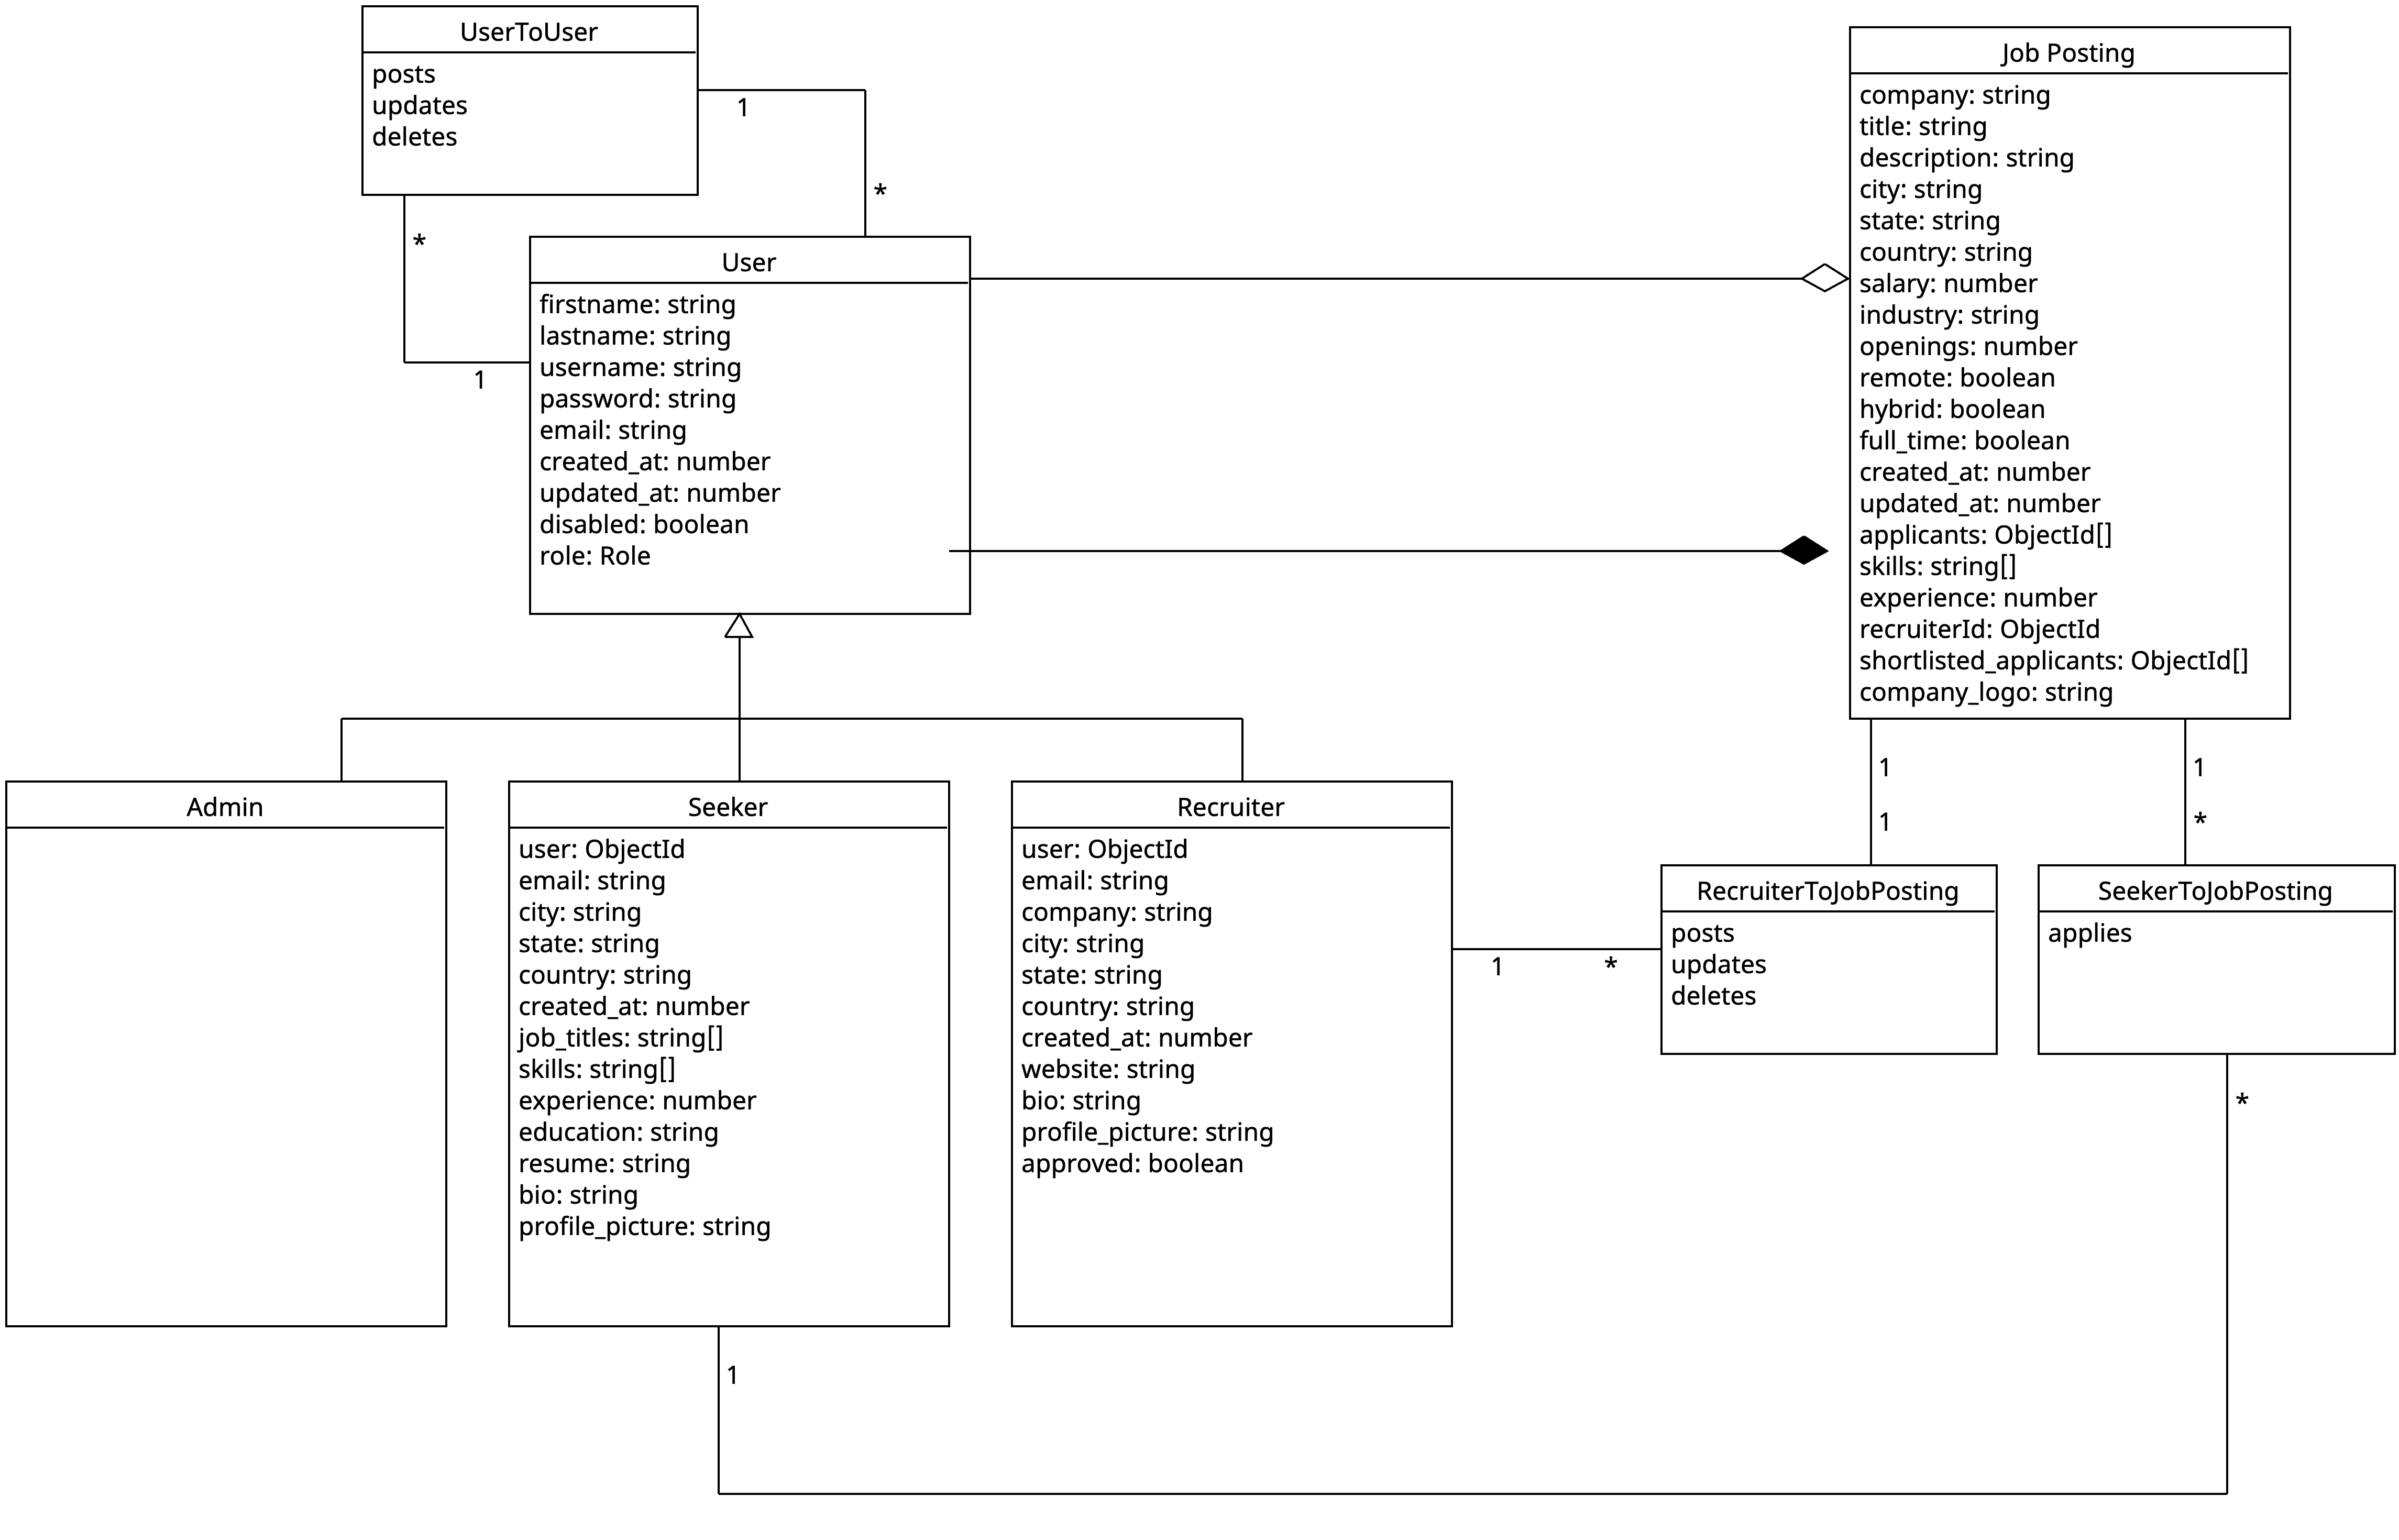 UserToUser
posts
updates
deletes
1
*
*
1
User
firstname: string
lastname: string
username: string
password: string
email: string
created_at: number
updated_at: number
disabled: boolean
role: Role
Job Posting
company: string
title: string
description: string
city: string
state: string
country: string
salary: number
industry: string
openings: number
remote: boolean
hybrid: boolean
full_time: boolean
created_at: number
updated_at: number
applicants: ObjectId[]
skills: string[]
experience: number
recruiterId: ObjectId
shortlisted_applicants: ObjectId[]
company_logo: string
1
1
1
*
Admin
Seeker
user: ObjectId
email: string
city: string
state: string
country: string
created_at: number
job_titles: string[]
skills: string[]
experience: number
education: string
resume: string
bio: string
profile_picture: string
1
Recruiter
user: ObjectId
email: string
company: string
city: string
state: string
country: string
created_at: number
website: string
bio: string
profile_picture: string
approved: boolean
1
*
RecruiterToJobPosting
posts
updates
deletes
SeekerToJobPosting
applies
*